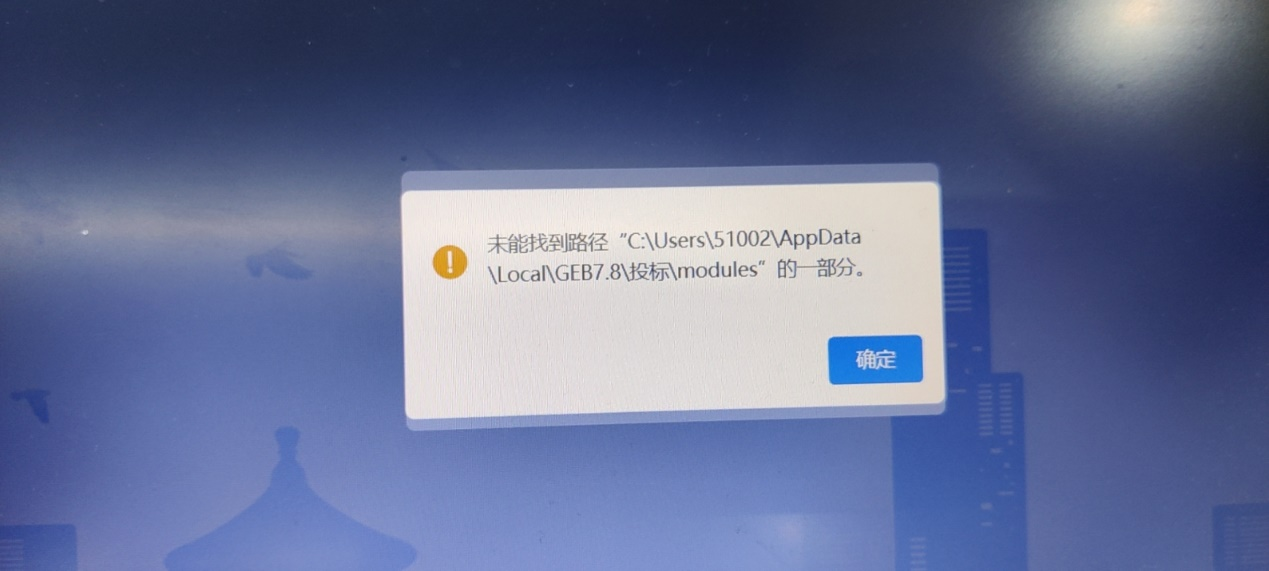 未能找到路径“C:\Users\51002\AppData
\Local\GEB7.8\投标\modules”的一部分。
确定